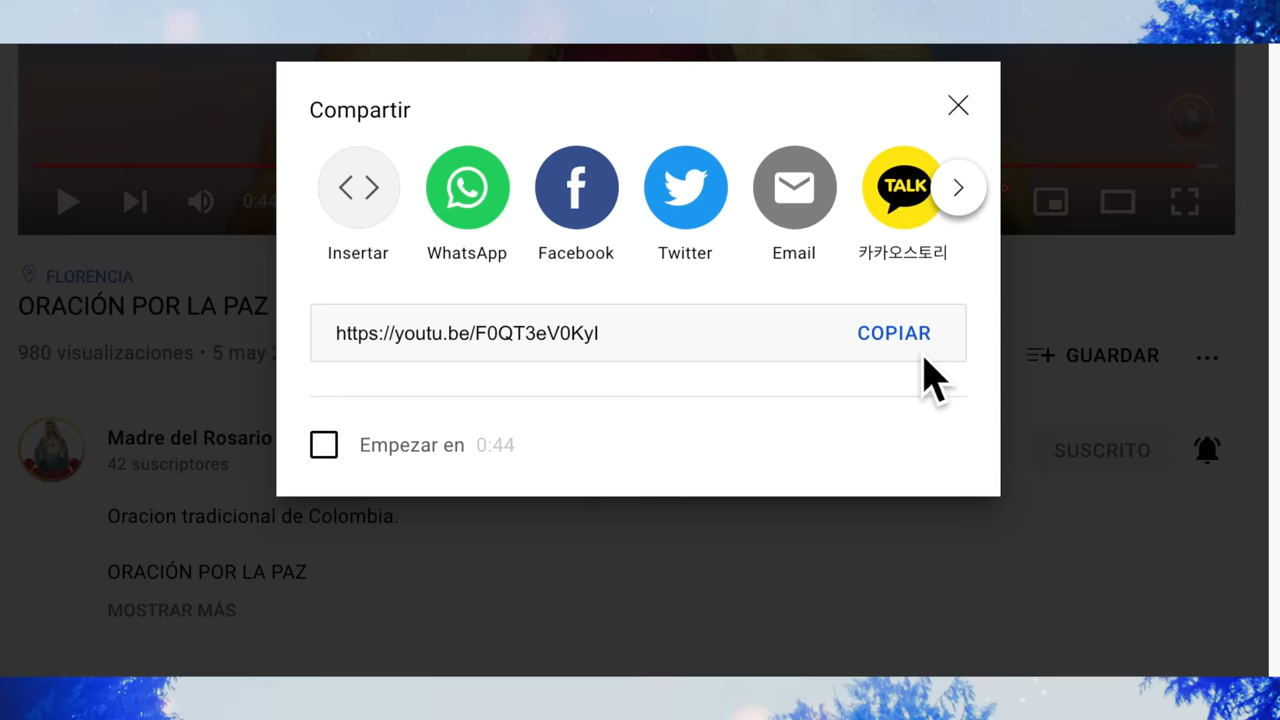 Compartir
TALK
Insertar
WhatsApp
Facebook
Twitter
Email
카카오스토리
0:44
FLORENCIA
https://youtu.be/F0QT3eV0KyI
COPIAR
ORACIÓN POR LA PAZ
980 visualizaciones • 5 may
GUARDAR
Empezar en 0:44
Madre del Rosario
42 suscriptores
SUSCRITO
Oracion tradicional de Colombia.
ORACIÓN POR LA PAZ
MOSTRAR MÁS